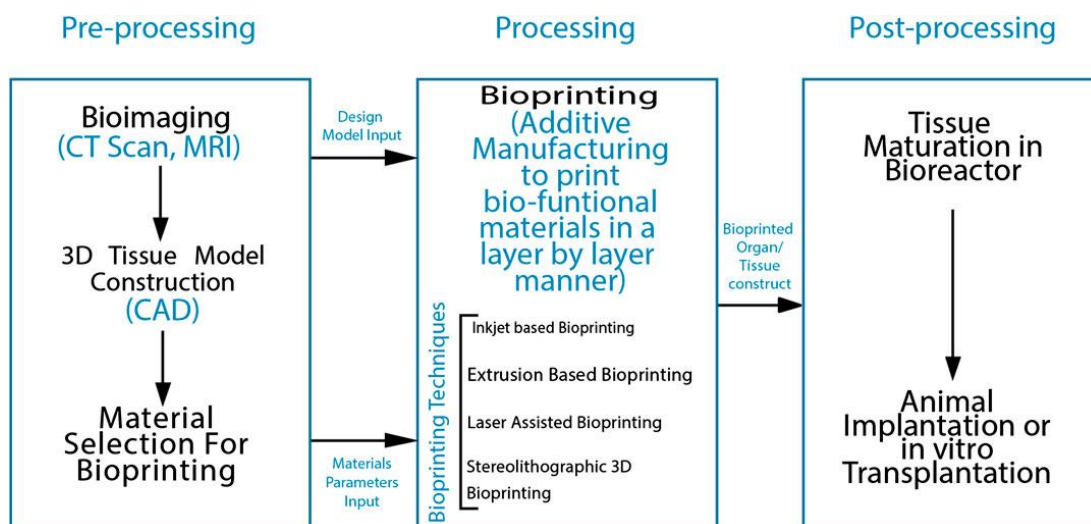 Pre-processing
Processing
Post-processing
Bioimaging
(CT Scan, MRI)
3D Tissue Model
Construction
(CAD)
Material
Selection For
Bioprinting
Design
Model Input
Materials
Parameters
Input
Bioprinting
(Additive
Manufacturing
to print
bio-funtional
materials in a
layer by layer
manner)
Bioprinting Techniques
Inkjet based Bioprinting
Extrusion Based Bioprinting
Laser Assisted Bioprinting
Stereolithographic 3D
Bioprinting
Bioprinted
Organ/
Tissue
construct
Tissue
Maturation in
Bioreactor
Animal
Implantation or
in vitro
Transplantation